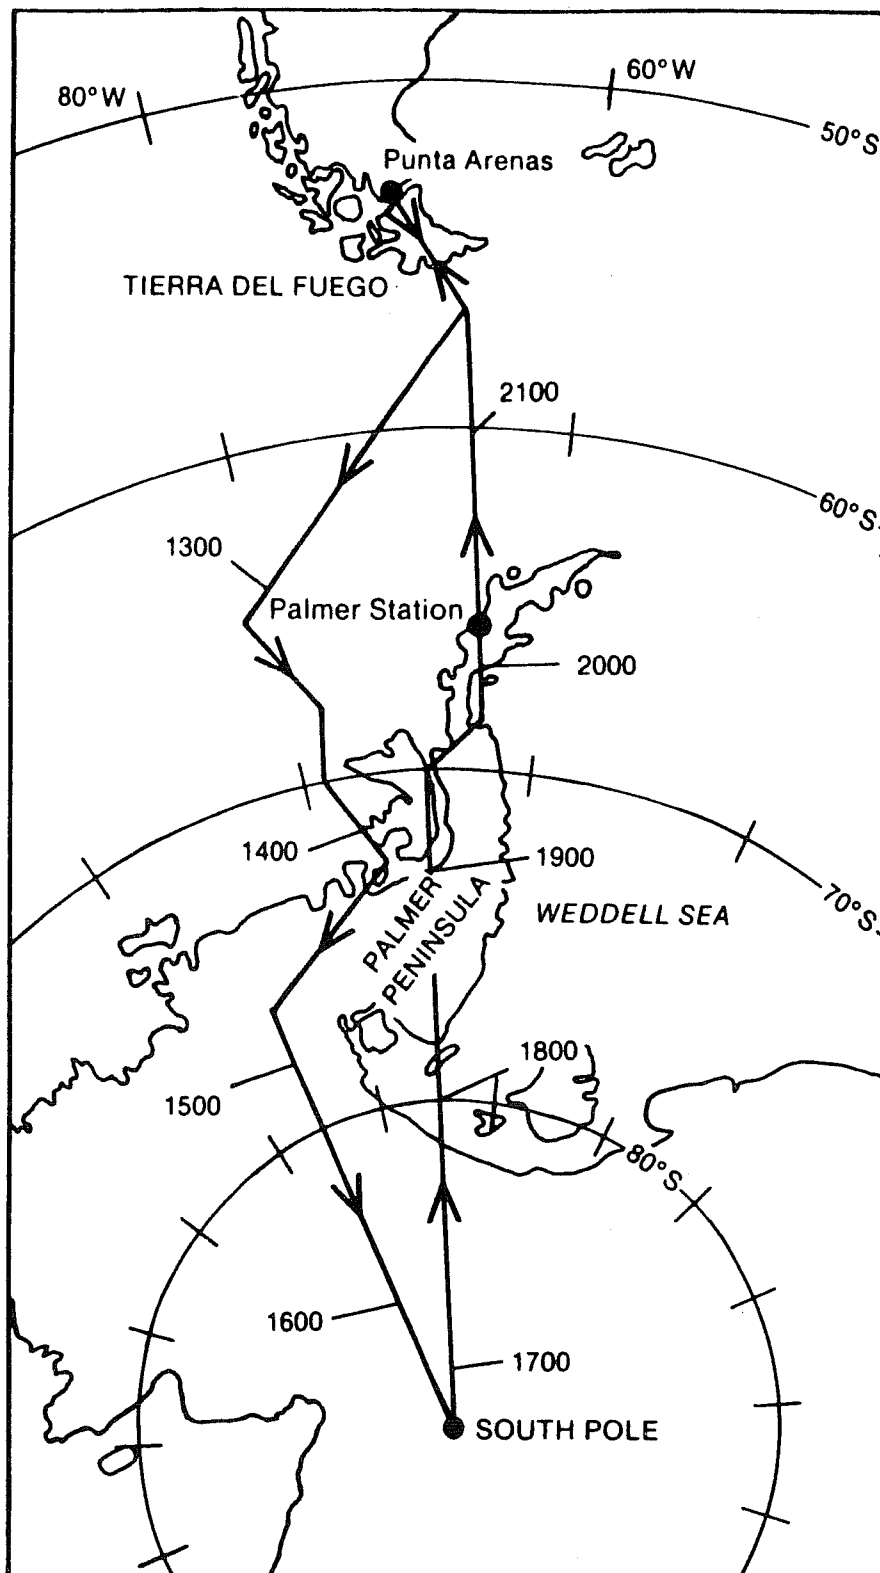 80°W
60°W
50°S
Punta Arenas
TIERRA DEL FUEGO
2100
60°S
1300
Palmer Station
2000
1400
1900
70°S
PALMER
PENINSULA
WEDDELL SEA
1800
1500
80°S
1600
1700
SOUTH POLE